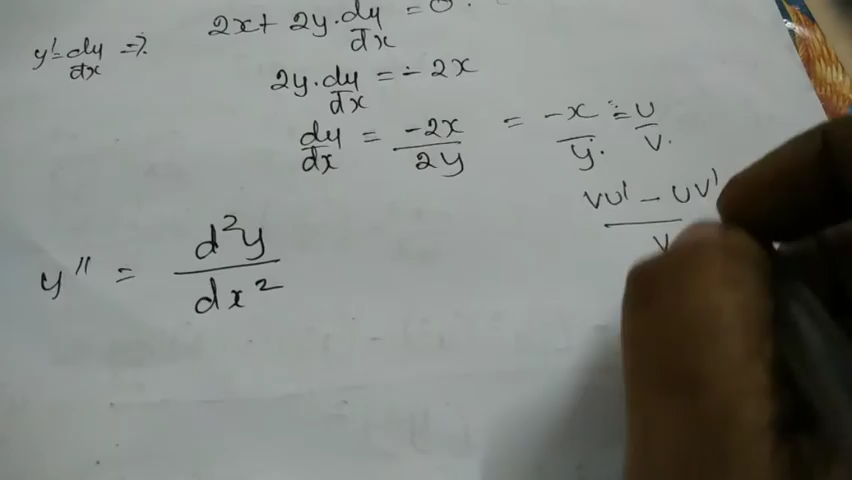 2x + 2y . dy/dx = 0 .
y' = dy/dx ⇒
2y . dy/dx = - 2x
dy/dx = -2x/2y = -x/y . = u/v .
vu' - uv' / v
y'' = d²y/dx²